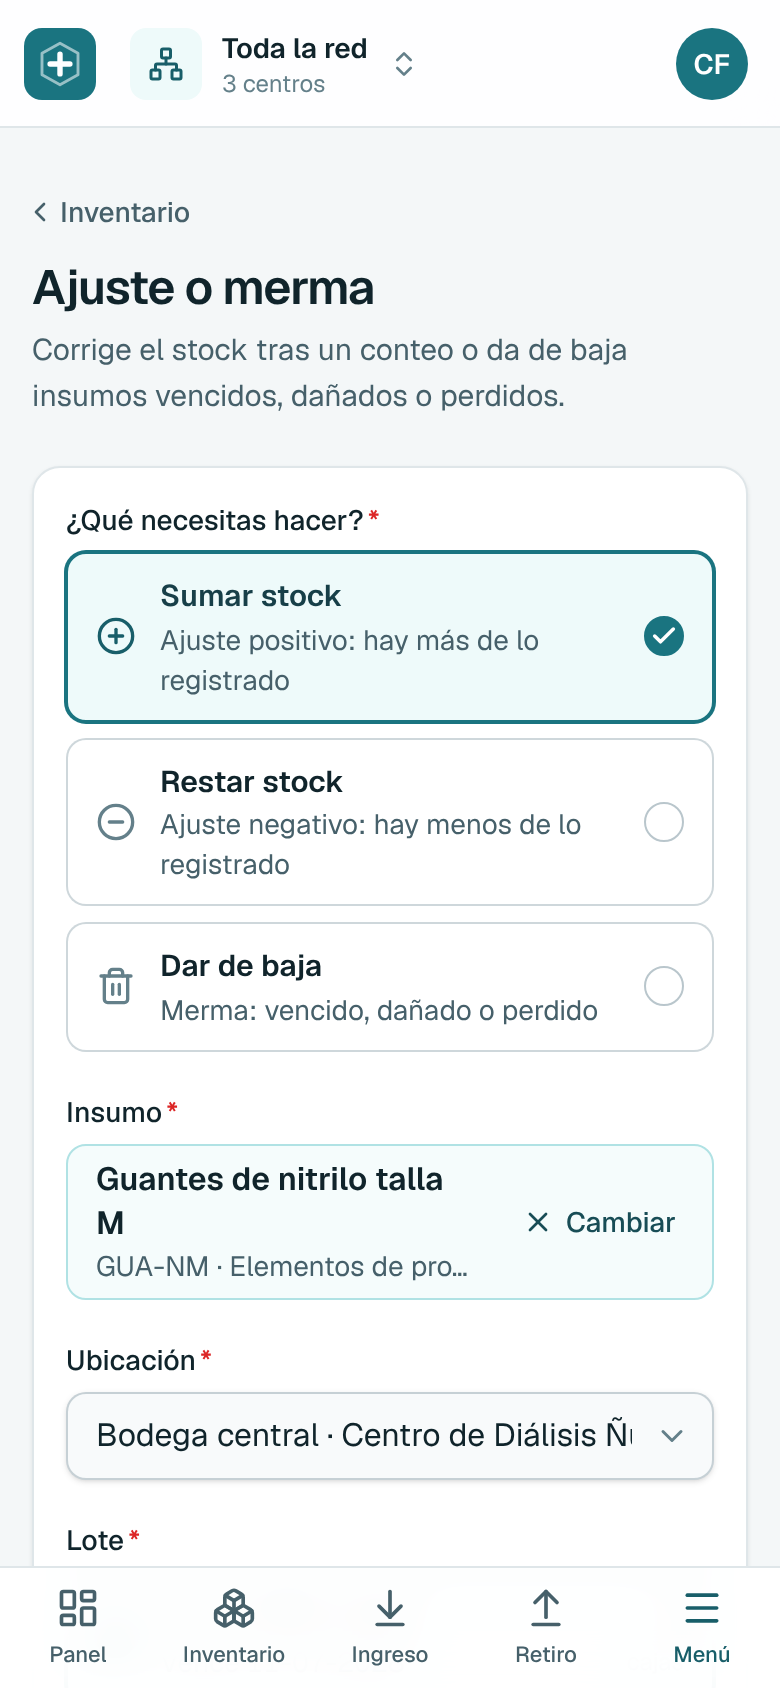 Toda la red
3 centros
CF
Inventario
Ajuste o merma
Corrige el stock tras un conteo o da de baja
insumos vencidos, dañados o perdidos.
¿Qué necesitas hacer? *
Sumar stock
Ajuste positivo: hay más de lo
registrado
Restar stock
Ajuste negativo: hay menos de lo
registrado
Dar de baja
Merma: vencido, dañado o perdido
Insumo *
Guantes de nitrilo talla
M
GUA-NM · Elementos de pro...
Cambiar
Ubicación *
Bodega central · Centro de Diálisis
Lote *
Panel
Inventario
Ingreso
Retiro
Menú